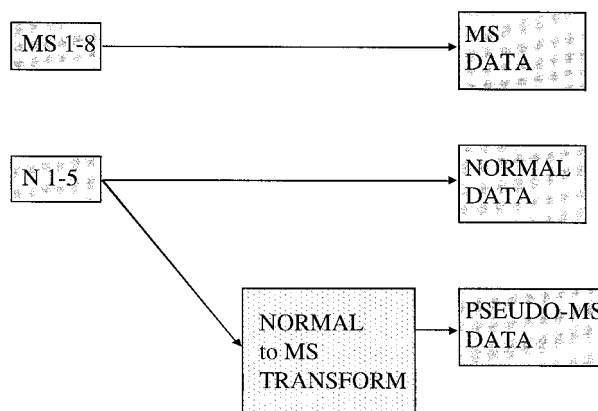 MS 1-8
MS
DATA
N 1-5
NORMAL
DATA
NORMAL
to MS
TRANSFORM
PSEUDO-MS
DATA